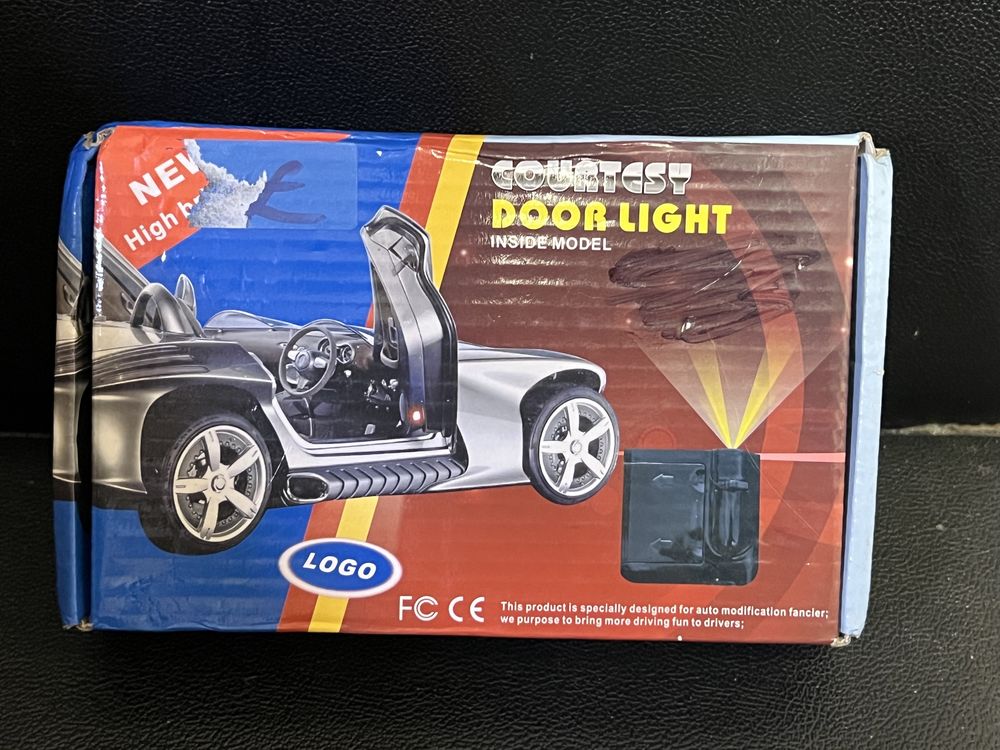 NEW
High
E
COURTESY
DOOR LIGHT
INSIDE MODEL
LOGO
FC CE
This product is specially designed for auto modification fancier;
we purpose to bring more driving fun to drivers;